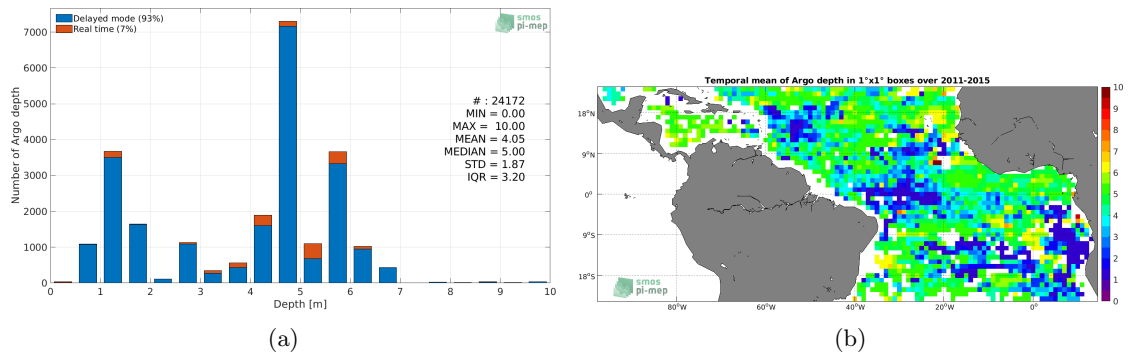 Delayed mode (93%)
Real time (7%)
smos
pi-mep
Number of Argo depth
7000
6000
5000
4000
3000
2000
1000
0
# : 24172
MIN = 0.00
MAX = 10.00
MEAN = 4.05
MEDIAN = 5.00
STD = 1.87
IQR = 3.20
0 1 2 3 4 5 6 7 8 9 10
Depth [m]
(a)
Temporal mean of Argo depth in 1°x1° boxes over 2011-2015
18°N
9°N
0°
9°S
18°S
80°W 60°W 40°W 20°W 0°
smos
pi-mep
10
9
8
7
6
5
4
3
2
1
0
(b)